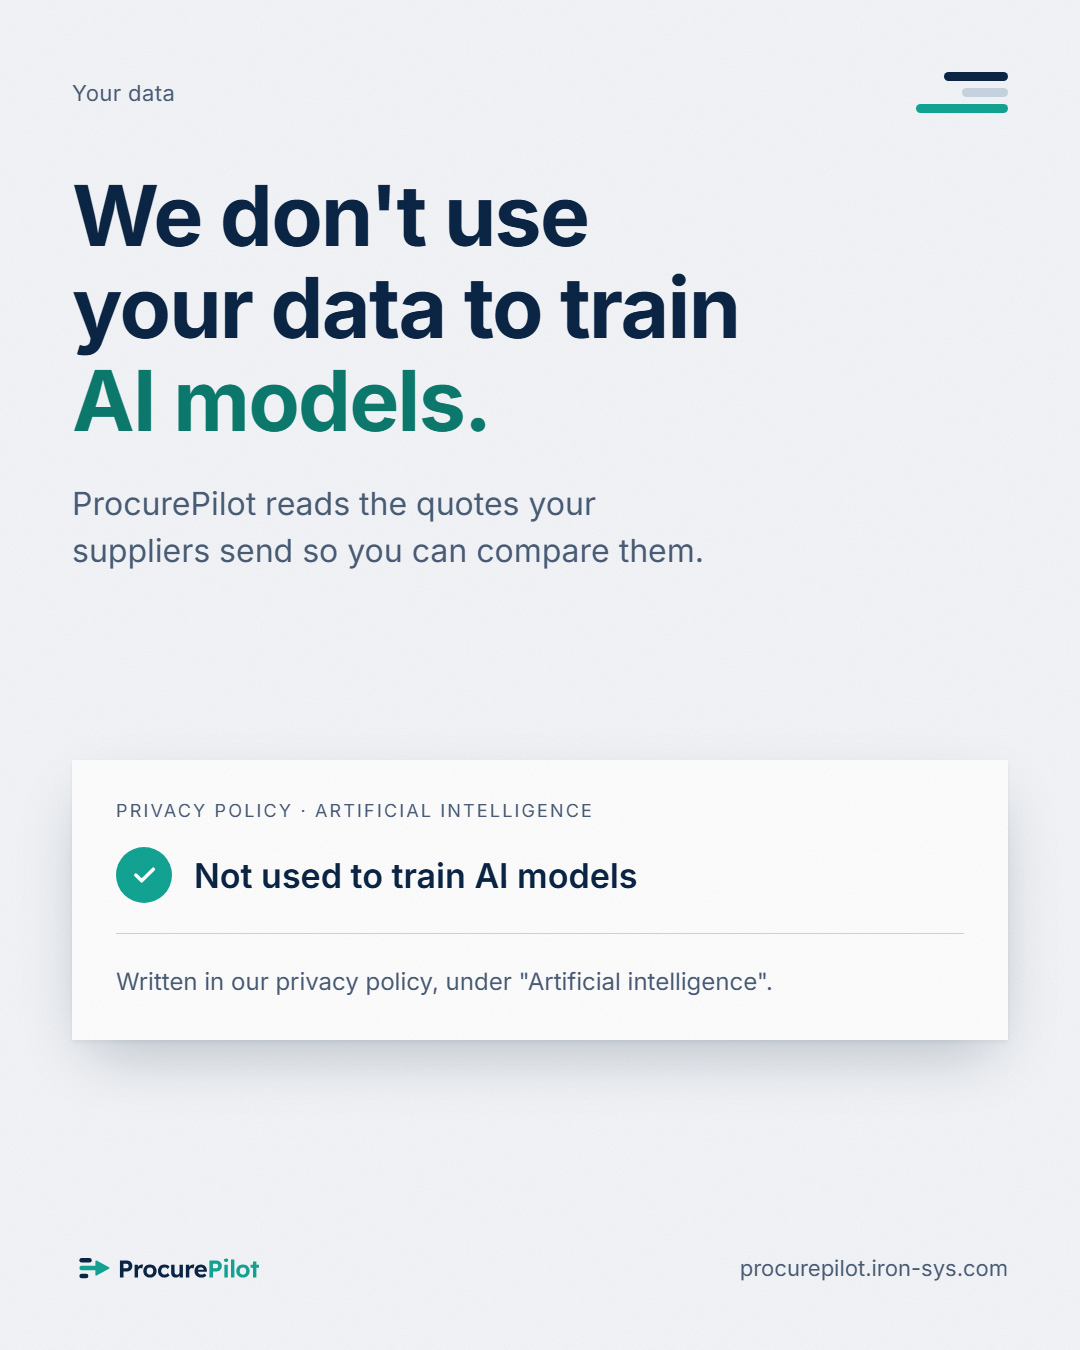 Your data
We don't use
your data to train
AI models.
ProcurePilot reads the quotes your
suppliers send so you can compare them.
PRIVACY POLICY · ARTIFICIAL INTELLIGENCE
Not used to train AI models
Written in our privacy policy, under "Artificial intelligence".
ProcurePilot
procurepilot.iron-sys.com